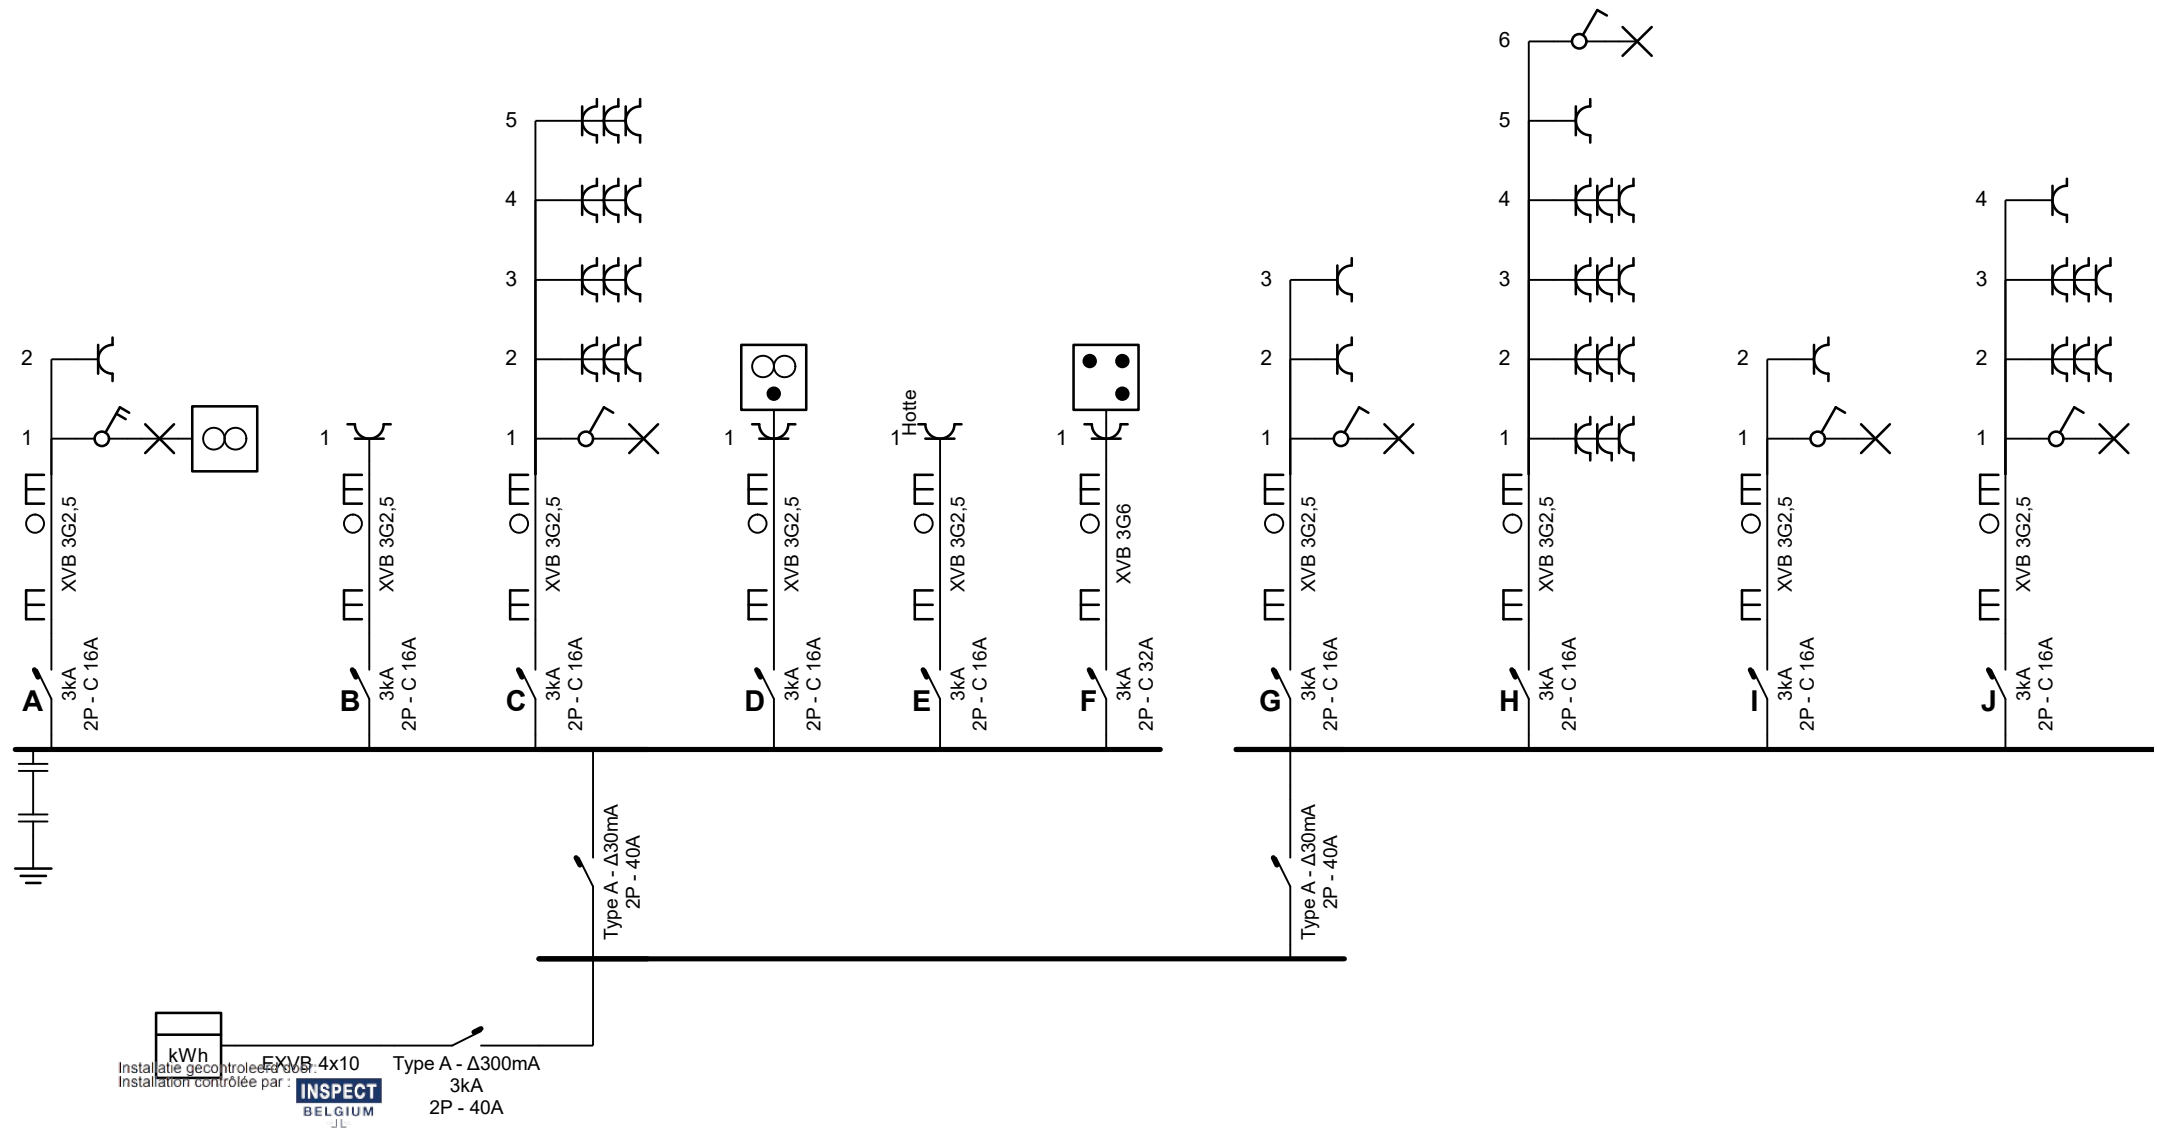 6
5
5
4
4
4
3
3
3
3
2
2
2
2
2
2
1
1
1
1
1
Hotte
1
1
1
1
1
XVB 3G2,5
XVB 3G2,5
XVB 3G2,5
XVB 3G2,5
XVB 3G2,5
XVB 3G6
XVB 3G2,5
XVB 3G2,5
XVB 3G2,5
XVB 3G2,5
A
3kA
2P - C 16A
B
3kA
2P - C 16A
C
3kA
2P - C 16A
D
3kA
2P - C 16A
E
3kA
2P - C 16A
F
3kA
2P - C 32A
G
3kA
2P - C 16A
H
3kA
2P - C 16A
I
3kA
2P - C 16A
J
3kA
2P - C 16A
Type A - Δ30mA
2P - 40A
Type A - Δ30mA
2P - 40A
kWh
EXVB 4x10
Type A - Δ300mA
3kA
2P - 40A
Installatie gecontroleerd door:
Installation contrôlée par :
INSPECT
BELGIUM